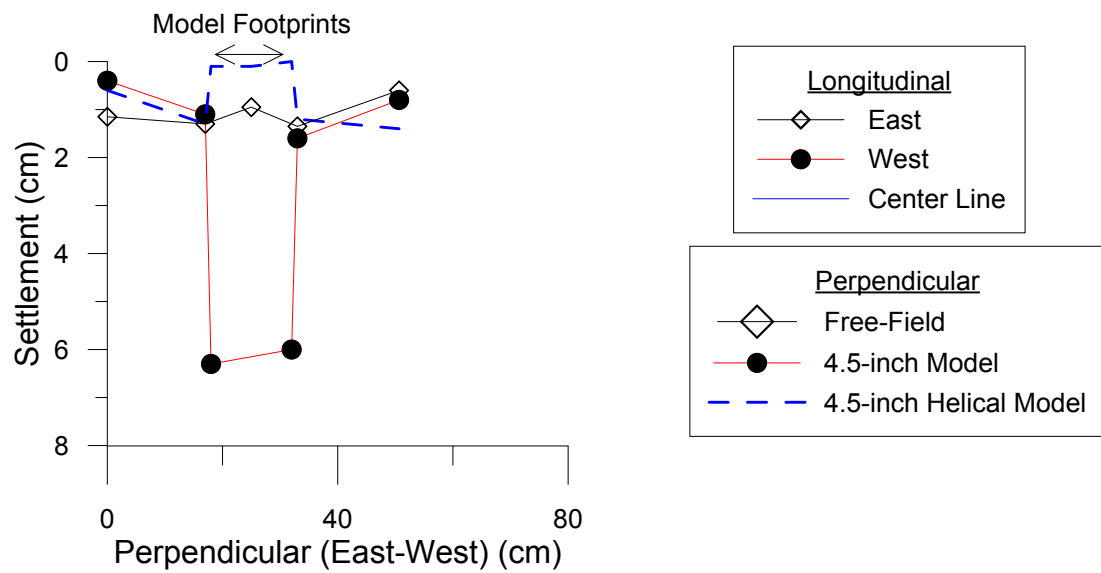 Model Footprints
0
2
4
6
8
Settlement (cm)
0
40
80
Perpendicular (East-West) (cm)
Longitudinal
East
West
Center Line
Perpendicular
Free-Field
4.5-inch Model
4.5-inch Helical Model